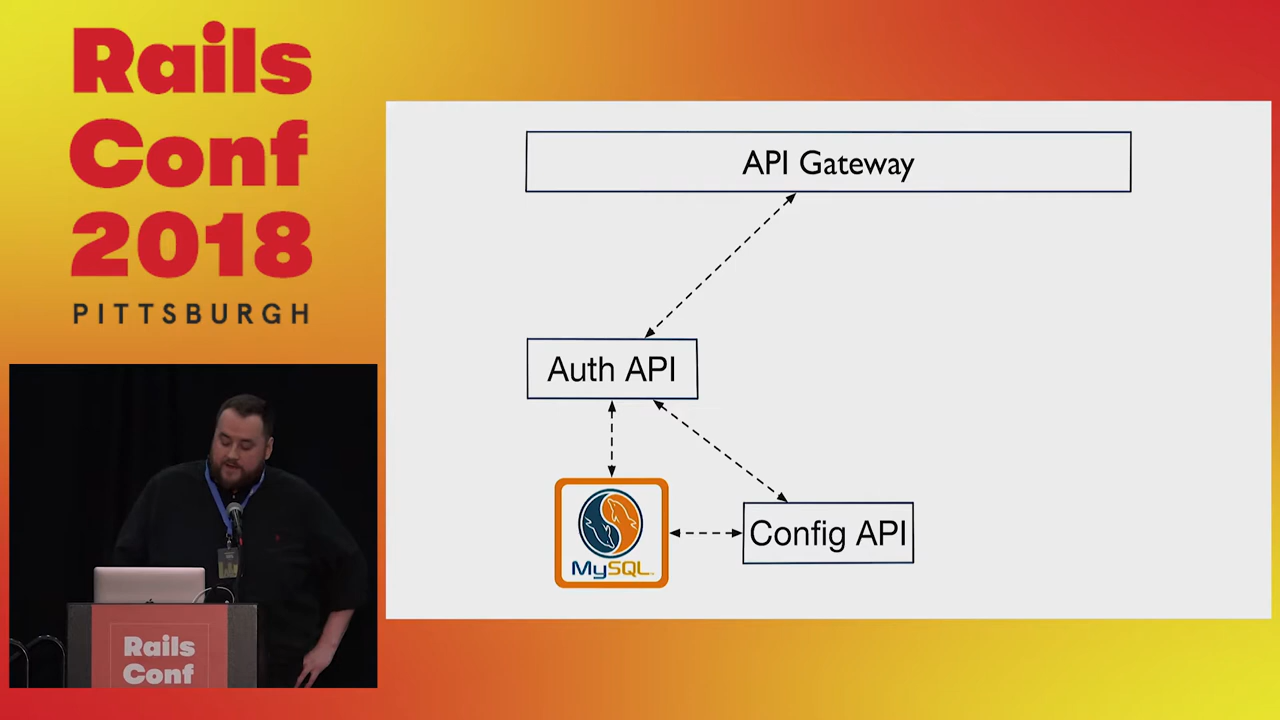 Rails
Conf
2018
PITTSBURGH
API Gateway
Auth API
MySQL
Config API
Rails
Conf